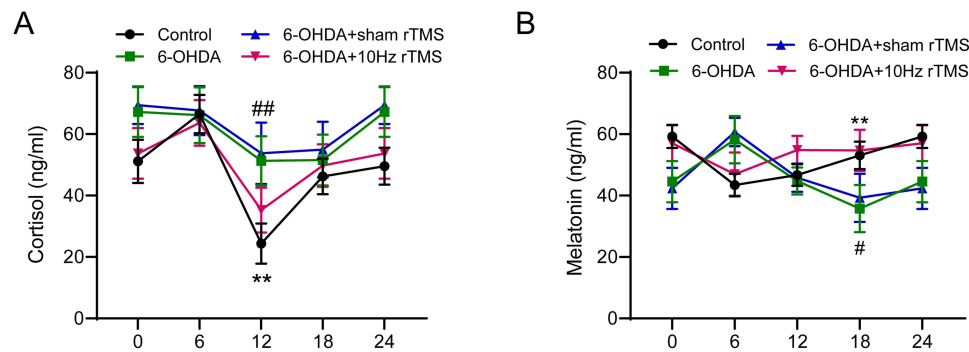 A
Control
6-OHDA+sham rTMS
6-OHDA
6-OHDA+10Hz rTMS
Cortisol (ng/ml)
80
60
40
20
0
##
**
0 6 12 18 24
B
Control
6-OHDA+sham rTMS
6-OHDA
6-OHDA+10Hz rTMS
Melatonin (ng/ml)
80
60
40
20
0
**
#
0 6 12 18 24